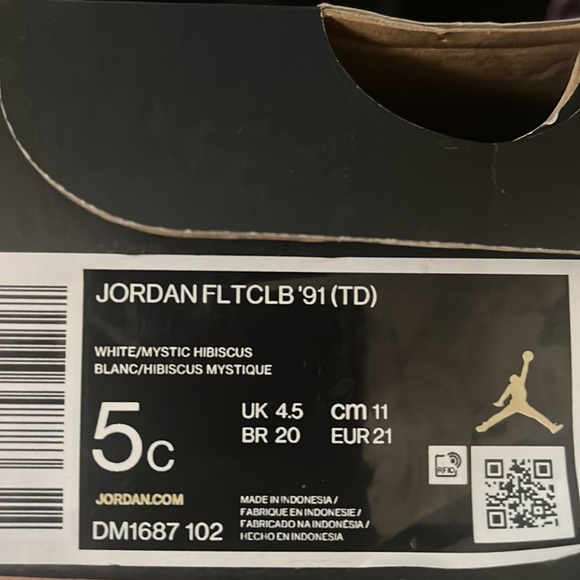 JORDAN FLTCLB '91 (TD)
WHITE/MYSTIC HIBISCUS
BLANC/HIBISCUS MYSTIQUE
5C
UK 4.5 cm 11
BR 20 EUR 21
RFID
JORDAN.COM
DM1687 102
MADE IN INDONESIA /
FABRIQUE EN INDONESIE /
FABRICADO NA INDONÉSIA /
HECHO EN INDONESIA